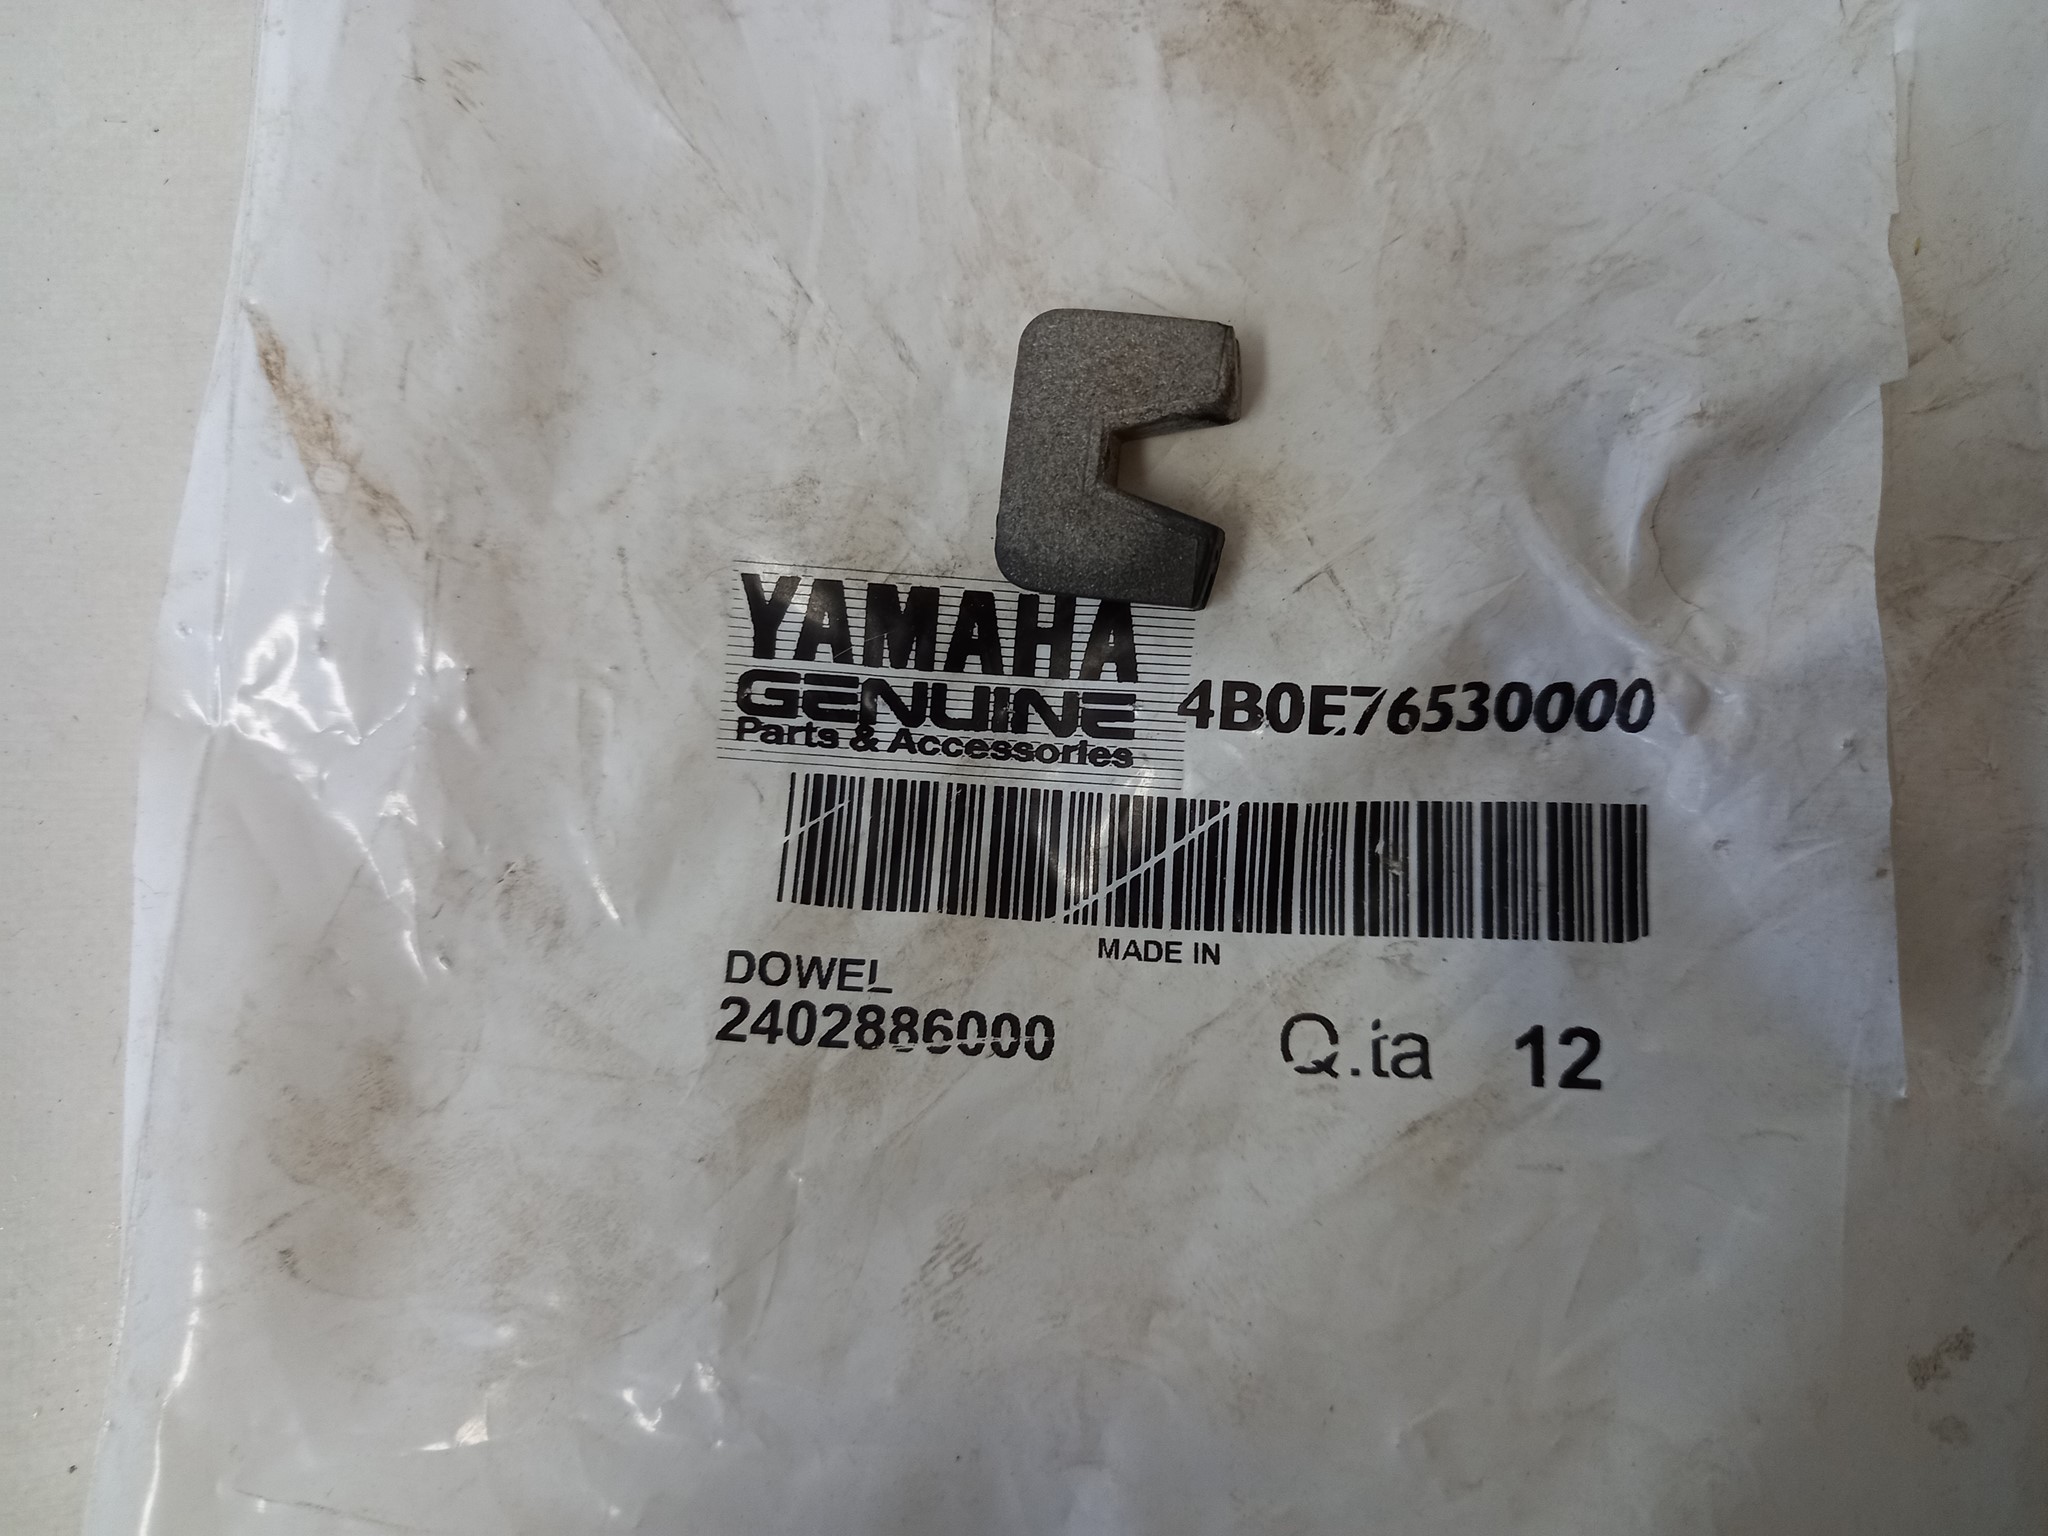 YAMAHA
GENUINE
Parts & Accessories
4B0E76530000
MADE IN
DOWEL
2402886000
Q.ta 12